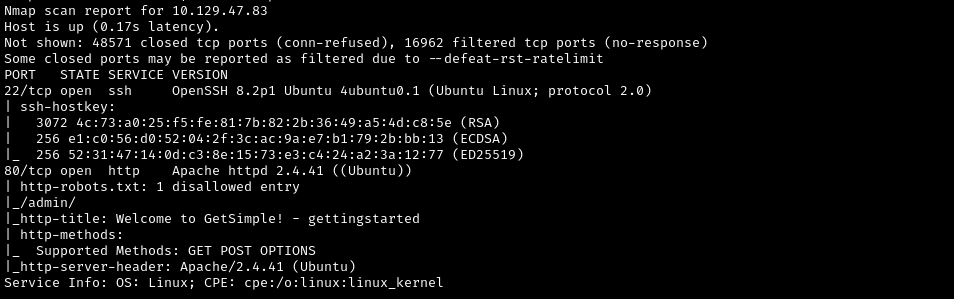 Nmap scan report for 10.129.47.83
Host is up (0.17s latency).
Not shown: 48571 closed tcp ports (conn-refused), 16962 filtered tcp ports (no-response)
Some closed ports may be reported as filtered due to --defeat-rst-ratelimit
PORT   STATE SERVICE VERSION
22/tcp open  ssh     OpenSSH 8.2p1 Ubuntu 4ubuntu0.1 (Ubuntu Linux; protocol 2.0)
| ssh-hostkey:
|   3072 4c:73:a0:25:f5:fe:81:7b:82:2b:36:49:a5:4d:c8:5e (RSA)
|   256 e1:c0:56:d0:52:04:2f:3c:ac:9a:e7:b1:79:2b:bb:13 (ECDSA)
|_  256 52:31:47:14:0d:c3:8e:15:73:e3:c4:24:a2:3a:12:77 (ED25519)
80/tcp open  http    Apache httpd 2.4.41 ((Ubuntu))
| http-robots.txt: 1 disallowed entry
|_/admin/
|_http-title: Welcome to GetSimple! - gettingstarted
| http-methods:
|_  Supported Methods: GET POST OPTIONS
|_http-server-header: Apache/2.4.41 (Ubuntu)
Service Info: OS: Linux; CPE: cpe:/o:linux:linux_kernel